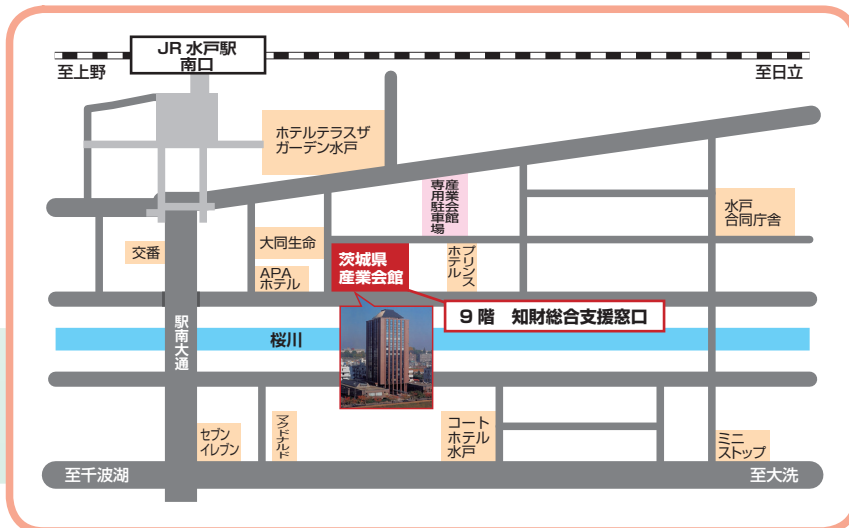 JR 水戸駅
南口
至上野
至日立
ホテルテラスザ
ガーデン水戸
産業会館
専用駐車場
水戸
合同庁舎
交番
大同生命
APA
ホテル
茨城県
産業会館
プリンス
ホテル
9 階　知財総合支援窓口
駅南大通
桜川
セブン
イレブン
マクドナルド
コート
ホテル
水戸
ミニ
ストップ
至千波湖
至大洗